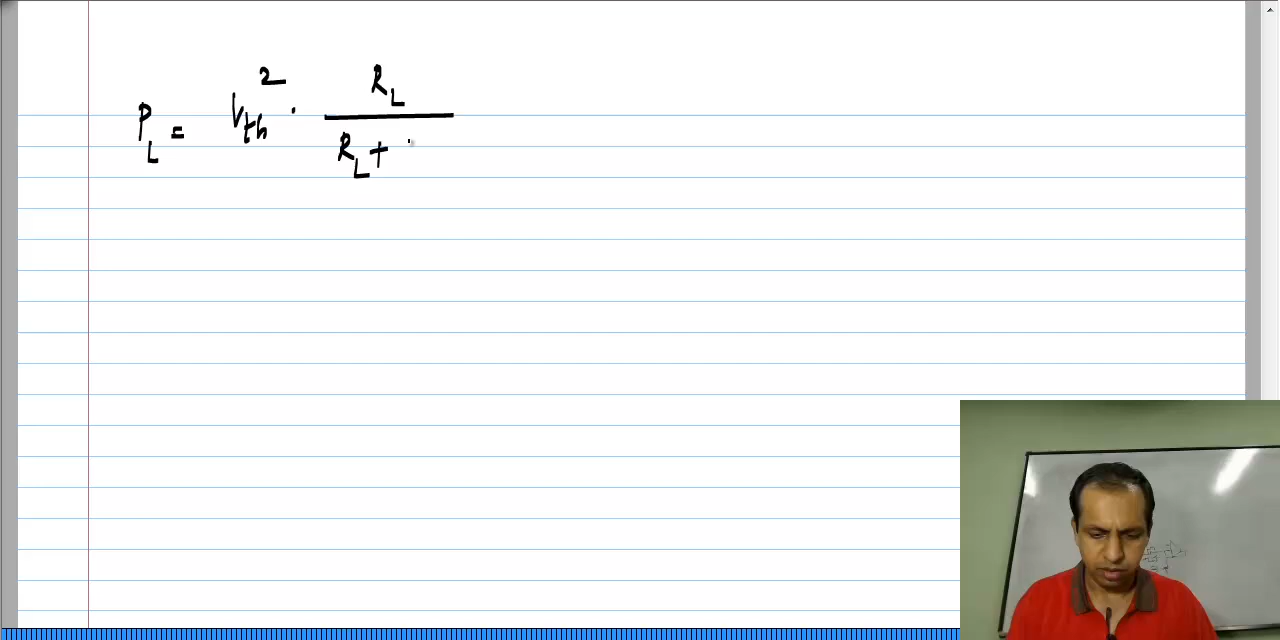 P_L = V_th^2 · R_L / R_L +